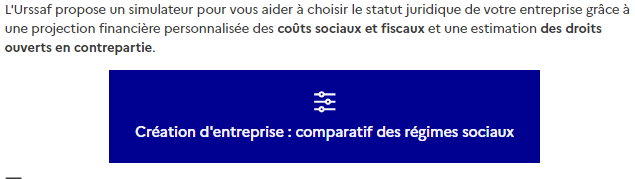 L'Urssaf propose un simulateur pour vous aider à choisir le statut juridique de votre entreprise grâce à
une projection financière personnalisée des coûts sociaux et fiscaux et une estimation des droits
ouverts en contrepartie.
Création d'entreprise : comparatif des régimes sociaux